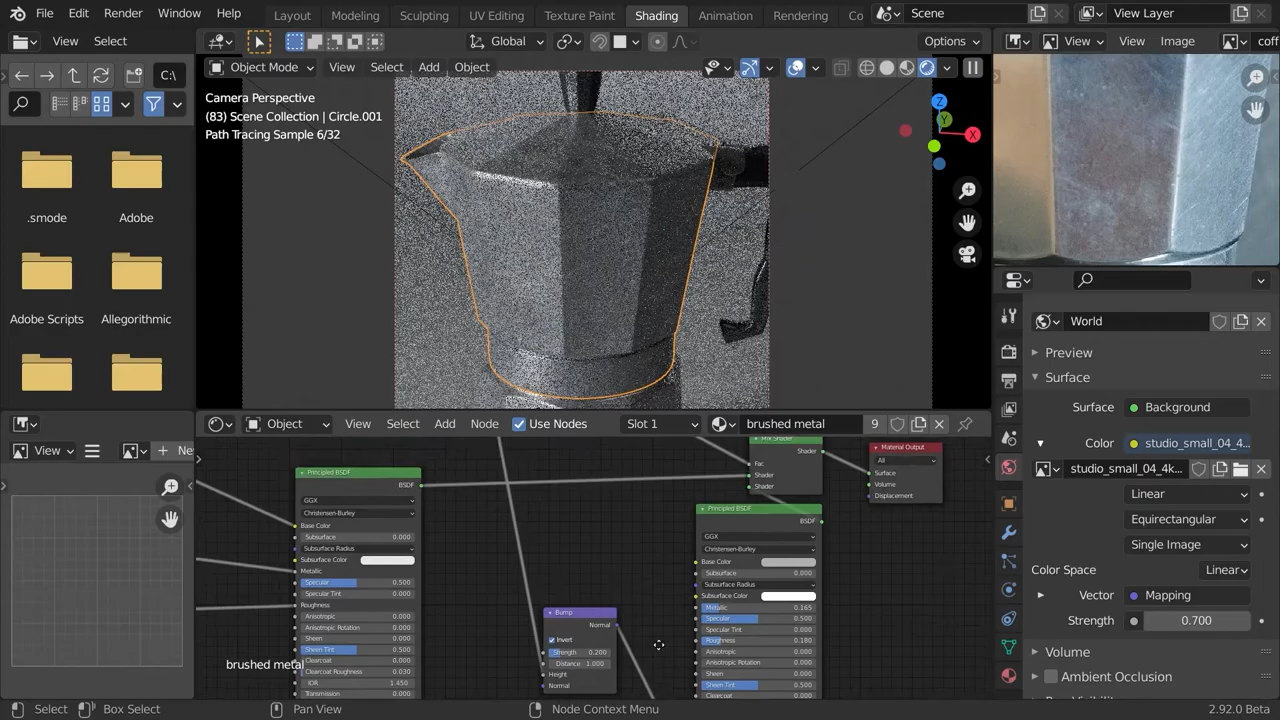 File Edit Render Window Help Layout Modeling Sculpting UV Editing Texture Paint Shading Animation Rendering Co Scene View Layer
View Select Global Options View View Image coff
C:\ Object Mode View Select Add Object
Camera Perspective
(83) Scene Collection | Circle.001
Path Tracing Sample 6/32
Z
Y
X
.smode Adobe
Adobe Scripts Allegorithmic
World
Preview
Surface
Surface Background
Color studio_small_04_4...
studio_small_04_4k...
Linear
Equirectangular
Single Image
Color Space Linear
Vector Mapping
Strength 0.700
Volume
Ambient Occlusion
View Ne
Object View Select Add Node Use Nodes Slot 1 brushed metal 9
Mix Shader
Shader
Fac
Shader
Shader
Material Output
All
Surface
Volume
Displacement
Principled BSDF
BSDF
GGX
Christensen-Burley
Base Color
Subsurface 0.000
Subsurface Radius
Subsurface Color
Metallic
Specular 0.500
Specular Tint 0.000
Roughness
Anisotropic 0.000
Anisotropic Rotation 0.000
Sheen 0.000
Sheen Tint 0.500
Clearcoat 0.000
Clearcoat Roughness 0.030
IOR 1.450
Transmission 0.000
brushed metal
Bump
Normal
Invert
Strength 0.200
Distance 1.000
Height
Normal
Principled BSDF
BSDF
GGX
Christensen-Burley
Base Color
Subsurface 0.000
Subsurface Radius
Subsurface Color
Metallic 0.165
Specular 0.500
Specular Tint 0.000
Roughness 0.180
Anisotropic 0.000
Anisotropic Rotation 0.000
Sheen 0.000
Sheen Tint 0.500
Clearcoat 0.000
Select Box Select Pan View Node Context Menu 2.92.0 Beta